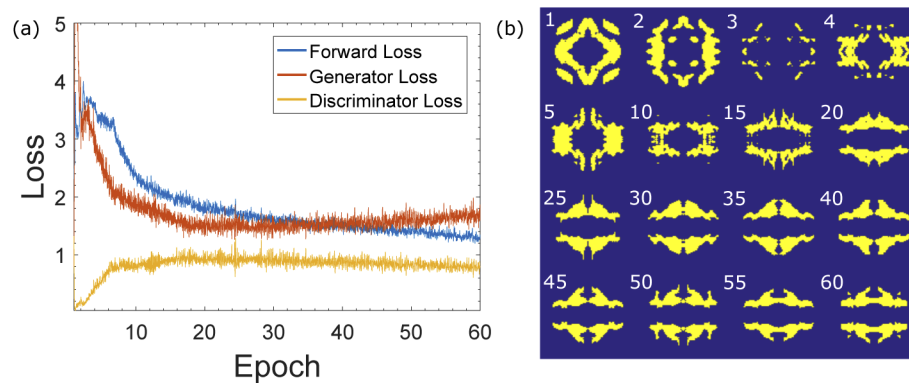 (a)
5
4
3
2
1
Loss
Forward Loss
Generator Loss
Discriminator Loss
10 20 30 40 50 60
Epoch
(b)
1 2 3 4
5 10 15 20
25 30 35 40
45 50 55 60